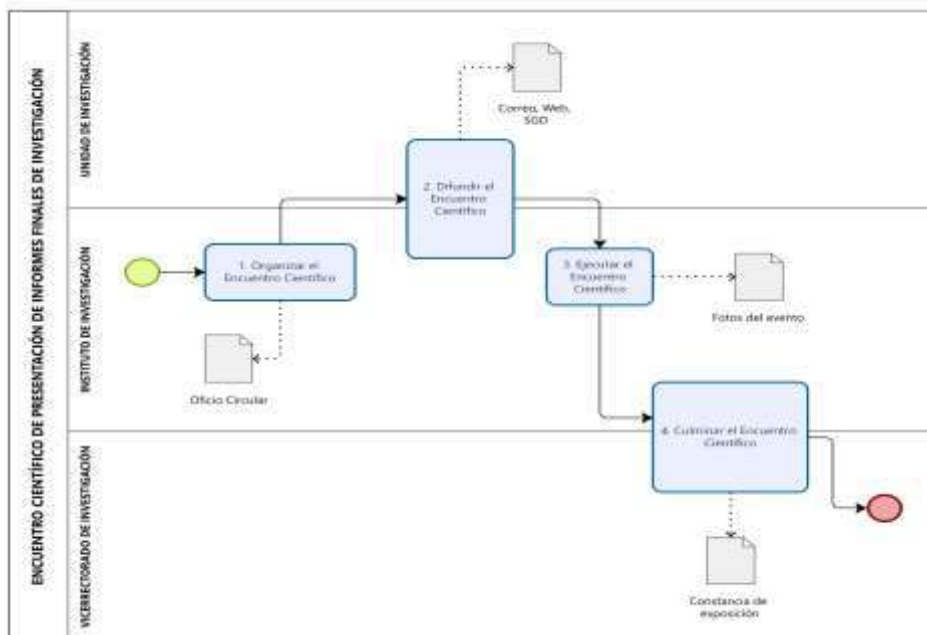 ENCUENTRO CIENTÍFICO DE PRESENTACIÓN DE INFORMES FINALES DE INVESTIGACIÓN
UNIDAD DE INVESTIGACIÓN
Correo, Web,
SGD
2. Difundir el
Encuentro
Científico
INSTITUTO DE INVESTIGACIÓN
1. Organizar el
Encuentro Científico
3. Ejecutar el
Encuentro
Científico
Fotos del evento
Oficio Circular
4. Culminar el Encuentro
Científico
VICERRECTORADO DE INVESTIGACIÓN
Constancia de
exposición